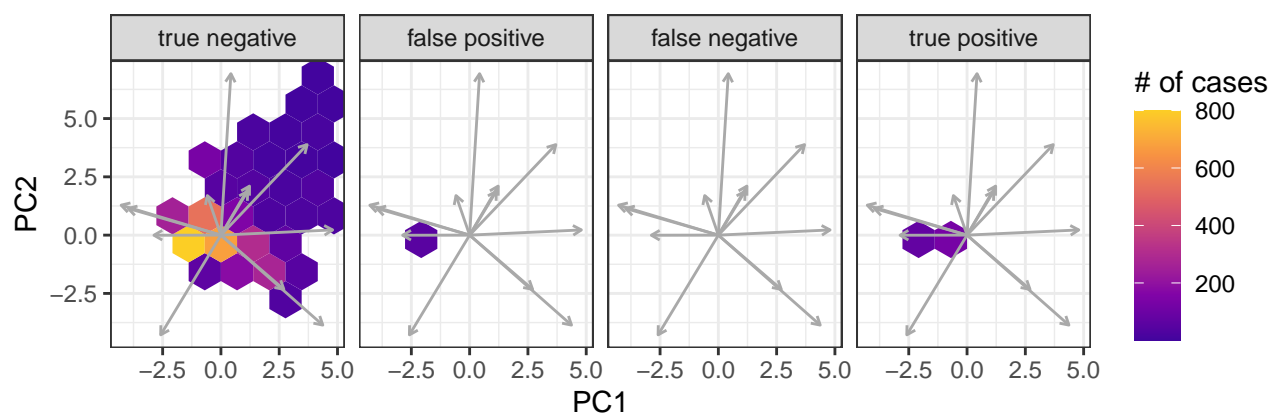 true negative
false positive
false negative
true positive
# of cases
800
600
400
200
PC2
5.0
2.5
0.0
−2.5
−2.5 0.0 2.5 5.0
−2.5 0.0 2.5 5.0
−2.5 0.0 2.5 5.0
−2.5 0.0 2.5 5.0
PC1